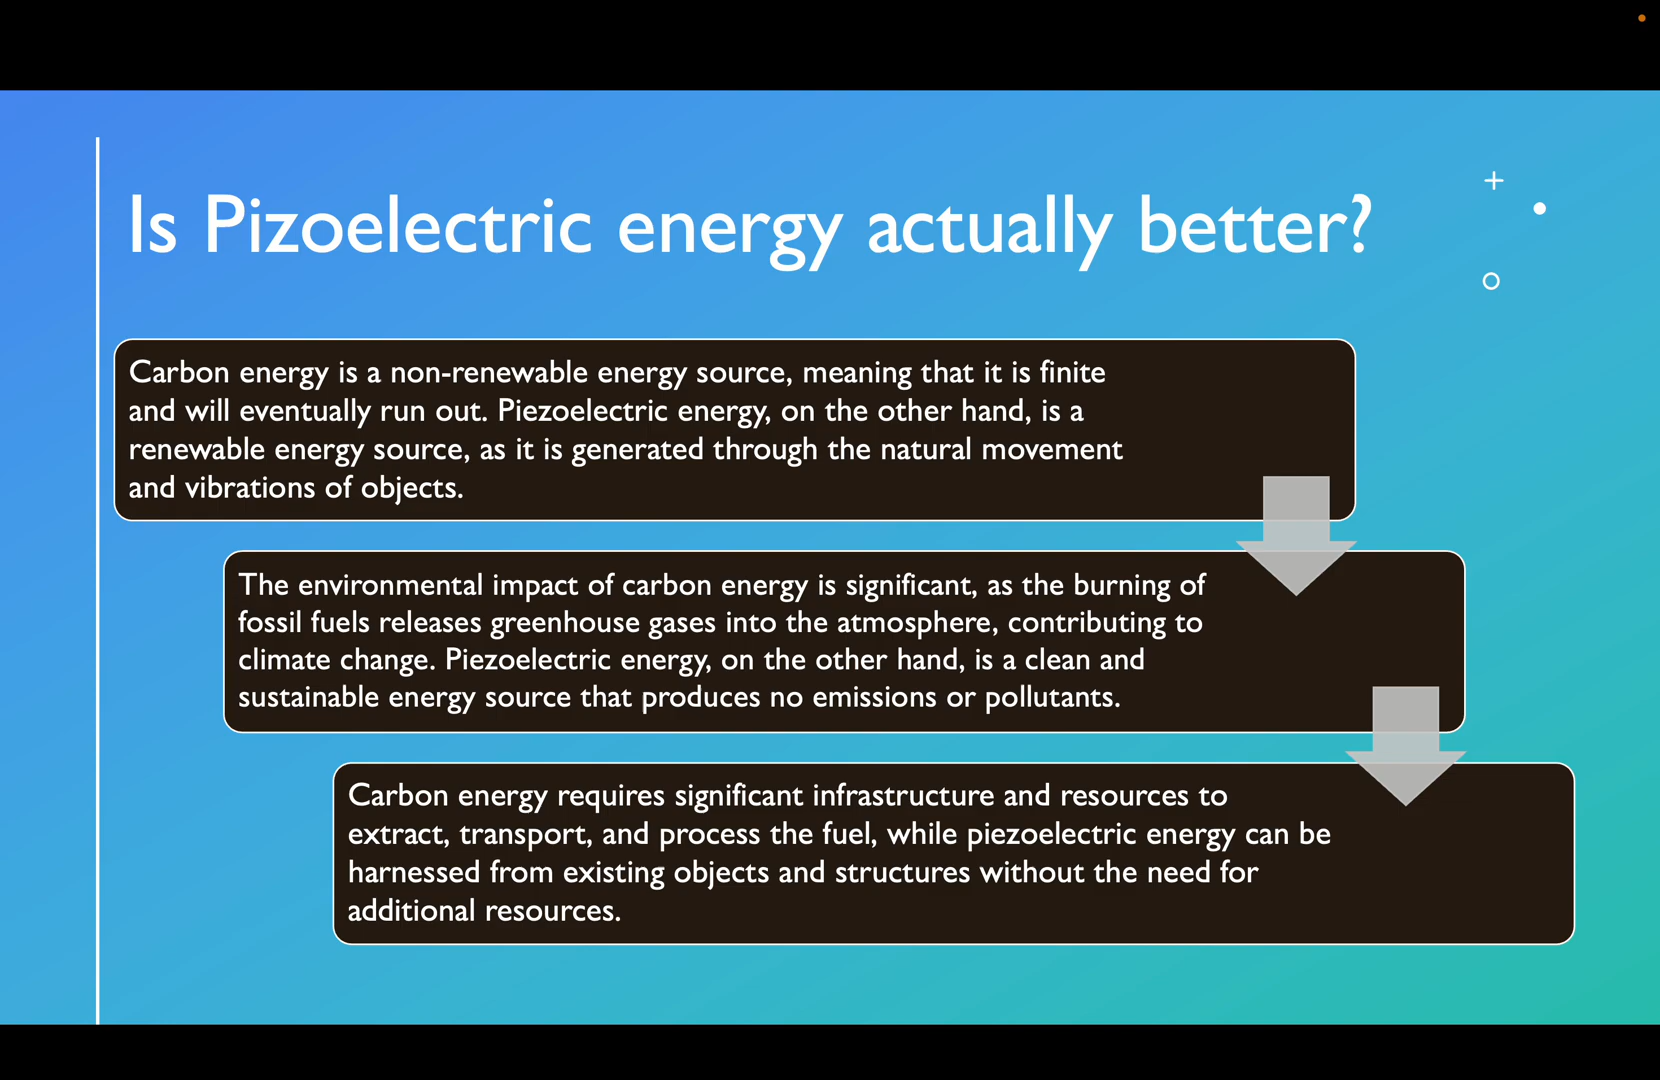 Is Pizoelectric energy actually better?
Carbon energy is a non-renewable energy source, meaning that it is finite
and will eventually run out. Piezoelectric energy, on the other hand, is a
renewable energy source, as it is generated through the natural movement
and vibrations of objects.
The environmental impact of carbon energy is significant, as the burning of
fossil fuels releases greenhouse gases into the atmosphere, contributing to
climate change. Piezoelectric energy, on the other hand, is a clean and
sustainable energy source that produces no emissions or pollutants.
Carbon energy requires significant infrastructure and resources to
extract, transport, and process the fuel, while piezoelectric energy can be
harnessed from existing objects and structures without the need for
additional resources.